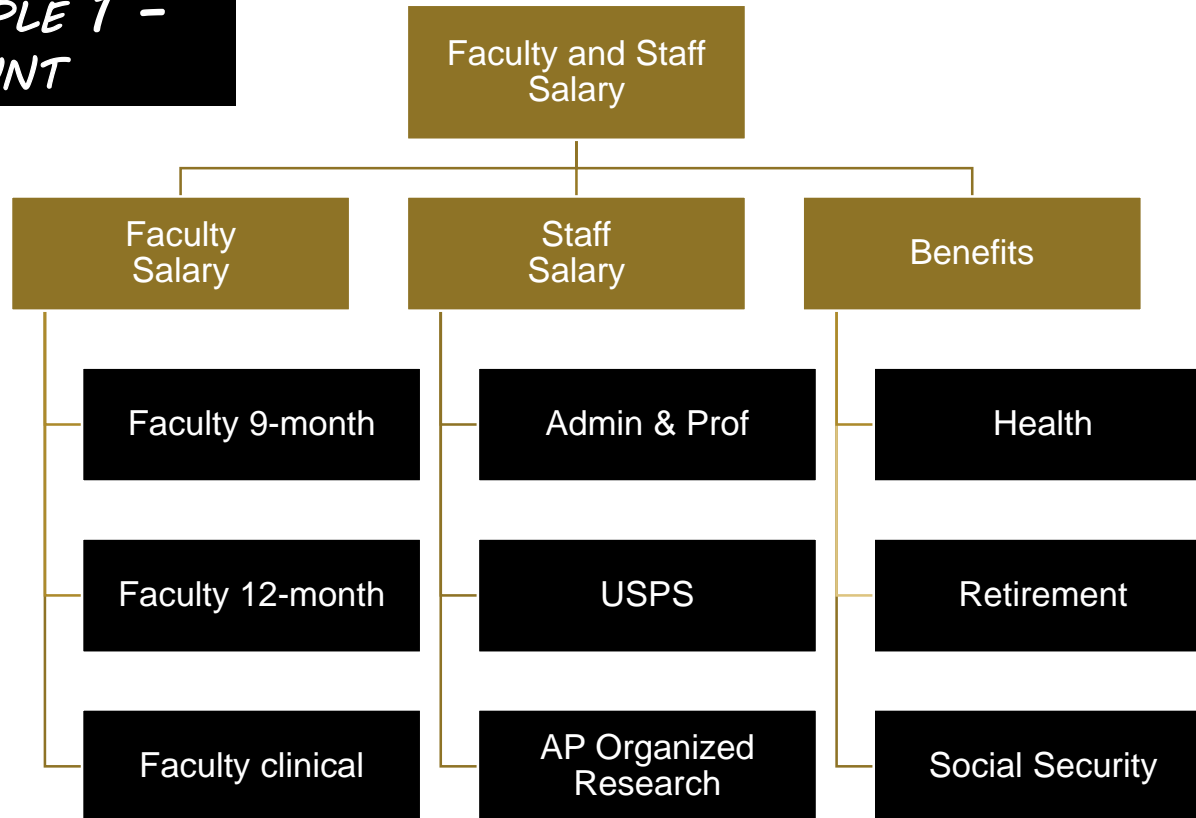 Faculty and Staff
Salary
Faculty
Salary
Staff
Salary
Benefits
Faculty 9-month
Admin & Prof
Health
Faculty 12-month
USPS
Retirement
Faculty clinical
AP Organized
Research
Social Security